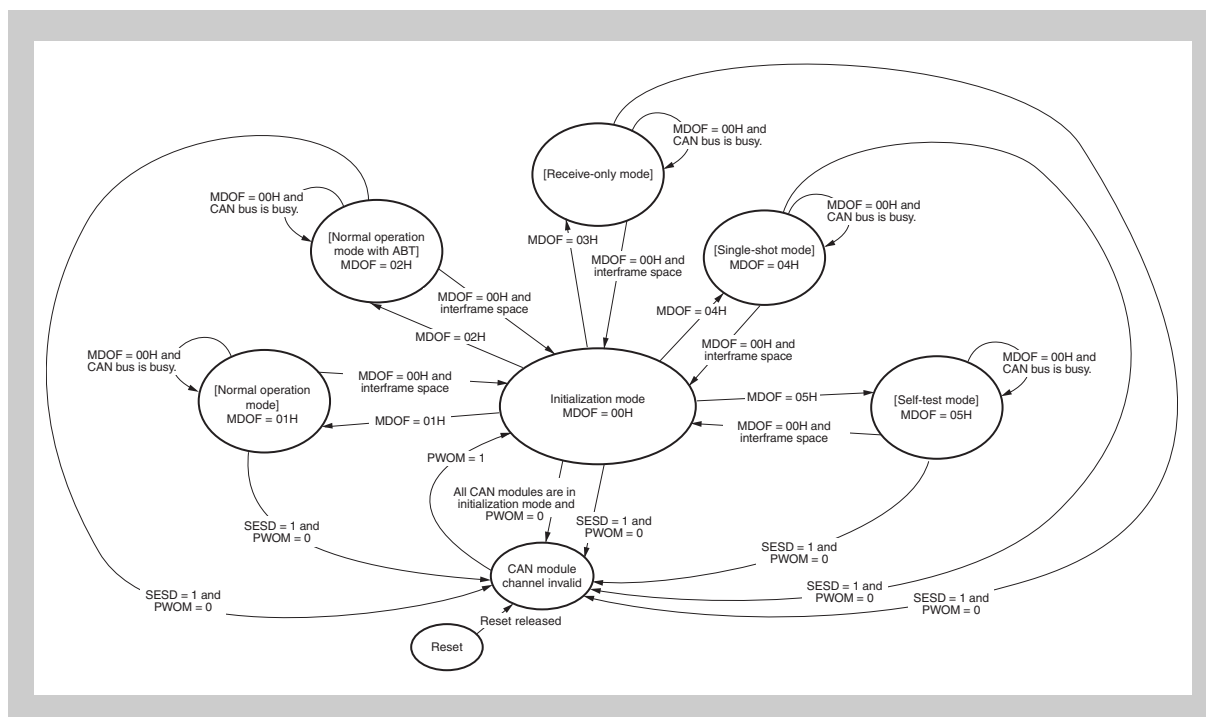 MDOF = 00H and
CAN bus is busy.
[Receive-only mode]
MDOF = 00H and
CAN bus is busy.
MDOF = 00H and
CAN bus is busy.
[Normal operation
mode with ABT]
MDOF = 02H
MDOF = 03H
[Single-shot mode]
MDOF = 04H
MDOF = 00H and
interframe space
MDOF = 00H and
interframe space
MDOF = 04H
MDOF = 02H
MDOF = 00H and
interframe space
MDOF = 00H and
CAN bus is busy.
MDOF = 00H and
CAN bus is busy.
MDOF = 00H and
interframe space
[Normal operation
mode]
MDOF = 01H
Initialization mode
MDOF = 00H
MDOF = 05H
[Self-test mode]
MDOF = 05H
MDOF = 01H
MDOF = 00H and
interframe space
PWOM = 1
All CAN modules are in
initialization mode and
PWOM = 0
SESD = 1 and
PWOM = 0
SESD = 1 and
PWOM = 0
SESD = 1 and
PWOM = 0
CAN module
channel invalid
SESD = 1 and
PWOM = 0
SESD = 1 and
PWOM = 0
SESD = 1 and
PWOM = 0
Reset released
Reset